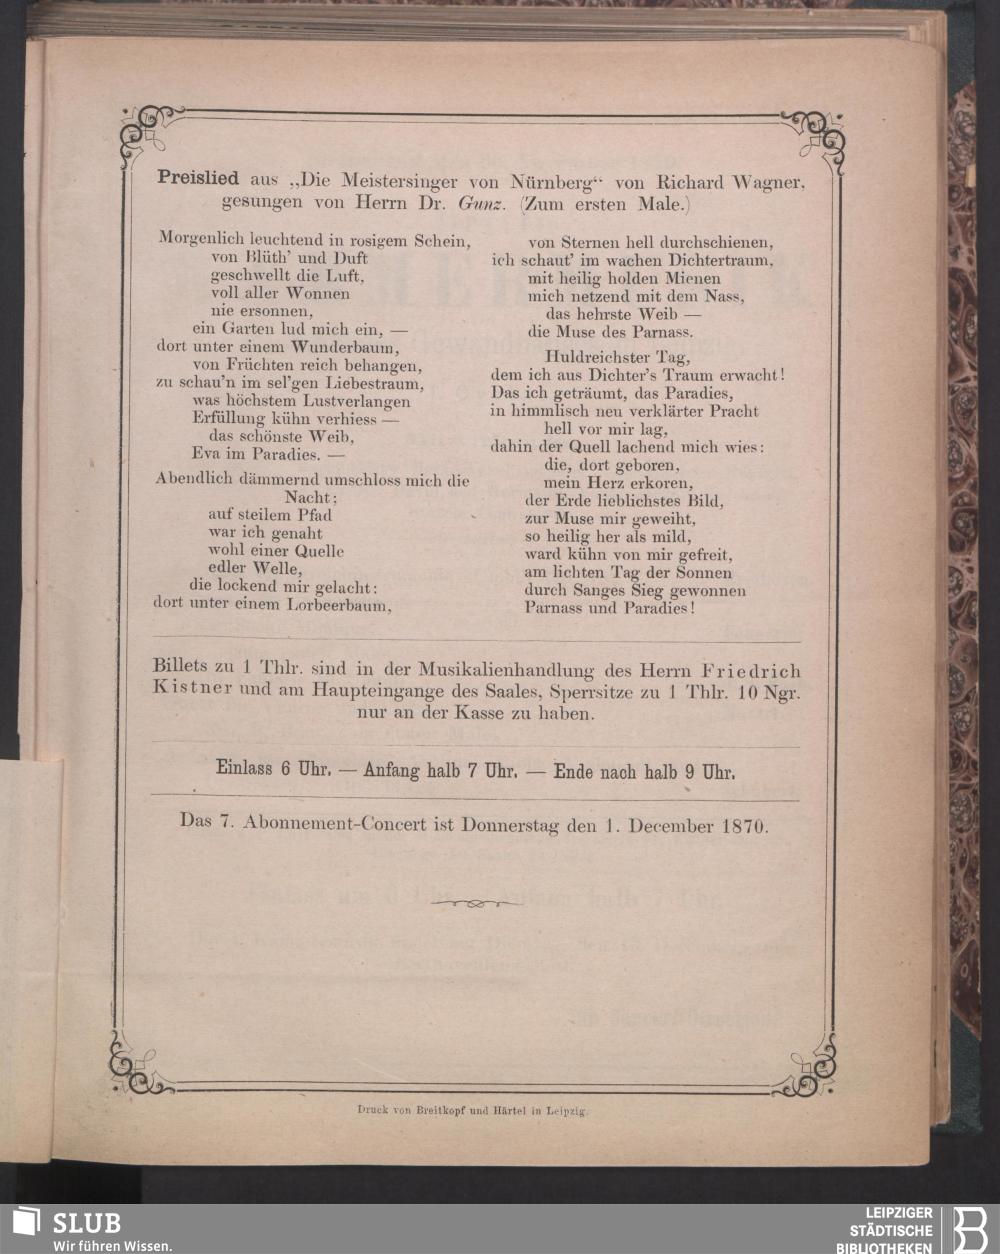 Preislied aus „Die Meistersinger von Nürnberg“ von Richard Wagner,
gesungen von Herrn Dr. Gunz. (Zum ersten Male.)
Morgenlich leuchtend in rosigem Schein,
von Blüth' und Duft
geschwellt die Luft,
voll aller Wonnen
nie ersonnen,
ein Garten lud mich ein, —
dort unter einem Wunderbaum,
von Früchten reich behangen,
zu schau'n im sel'gen Liebestraum,
was höchstem Lustverlangen
Erfüllung kühn verhiess —
das schönste Weib,
Eva im Paradies. —
Abendlich dämmernd umschloss mich die
Nacht;
auf steilem Pfad
war ich genaht
wohl einer Quelle
edler Welle,
die lockend mir gelacht:
dort unter einem Lorbeerbaum,
von Sternen hell durchschienen,
ich schaut' im wachen Dichtertraum,
mit heilig holden Mienen
mich netzend mit dem Nass,
das hehrste Weib —
die Muse des Parnass.
Huldreichster Tag,
dem ich aus Dichter's Traum erwacht!
Das ich geträumt, das Paradies,
in himmlisch neu verklärter Pracht
hell vor mir lag,
dahin der Quell lachend mich wies:
die, dort geboren,
mein Herz erkoren,
der Erde lieblichstes Bild,
zur Muse mir geweiht,
so heilig her als mild,
ward kühn von mir gefreit,
am lichten Tag der Sonnen
durch Sanges Sieg gewonnen
Parnass und Paradies!
Billets zu 1 Thlr. sind in der Musikalienhandlung des Herrn Friedrich
Kistner und am Haupteingange des Saales, Sperrsitze zu 1 Thlr. 10 Ngr.
nur an der Kasse zu haben.
Einlass 6 Uhr. — Anfang halb 7 Uhr. — Ende nach halb 9 Uhr.
Das 7. Abonnement-Concert ist Donnerstag den 1. December 1870.
Druck von Breitkopf und Härtel in Leipzig.
SLUB
Wir führen Wissen.
LEIPZIGER
STÄDTISCHE
BIBLIOTHEKEN